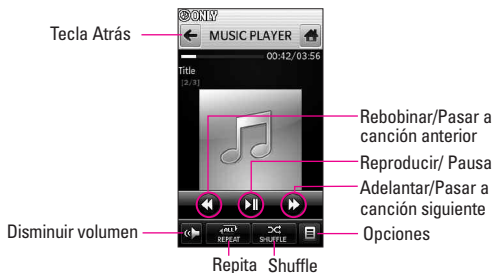 ONLY
Tecla Atrás
MUSIC PLAYER
00:42/03:56
Title
[2/3]
Rebobinar/Pasar a
canción anterior
Reproducir/ Pausa
Adelantar/Pasar a
canción siguiente
Disminuir volumen
ALL
REPEAT
SHUFFLE
Opciones
Repita
Shuffle